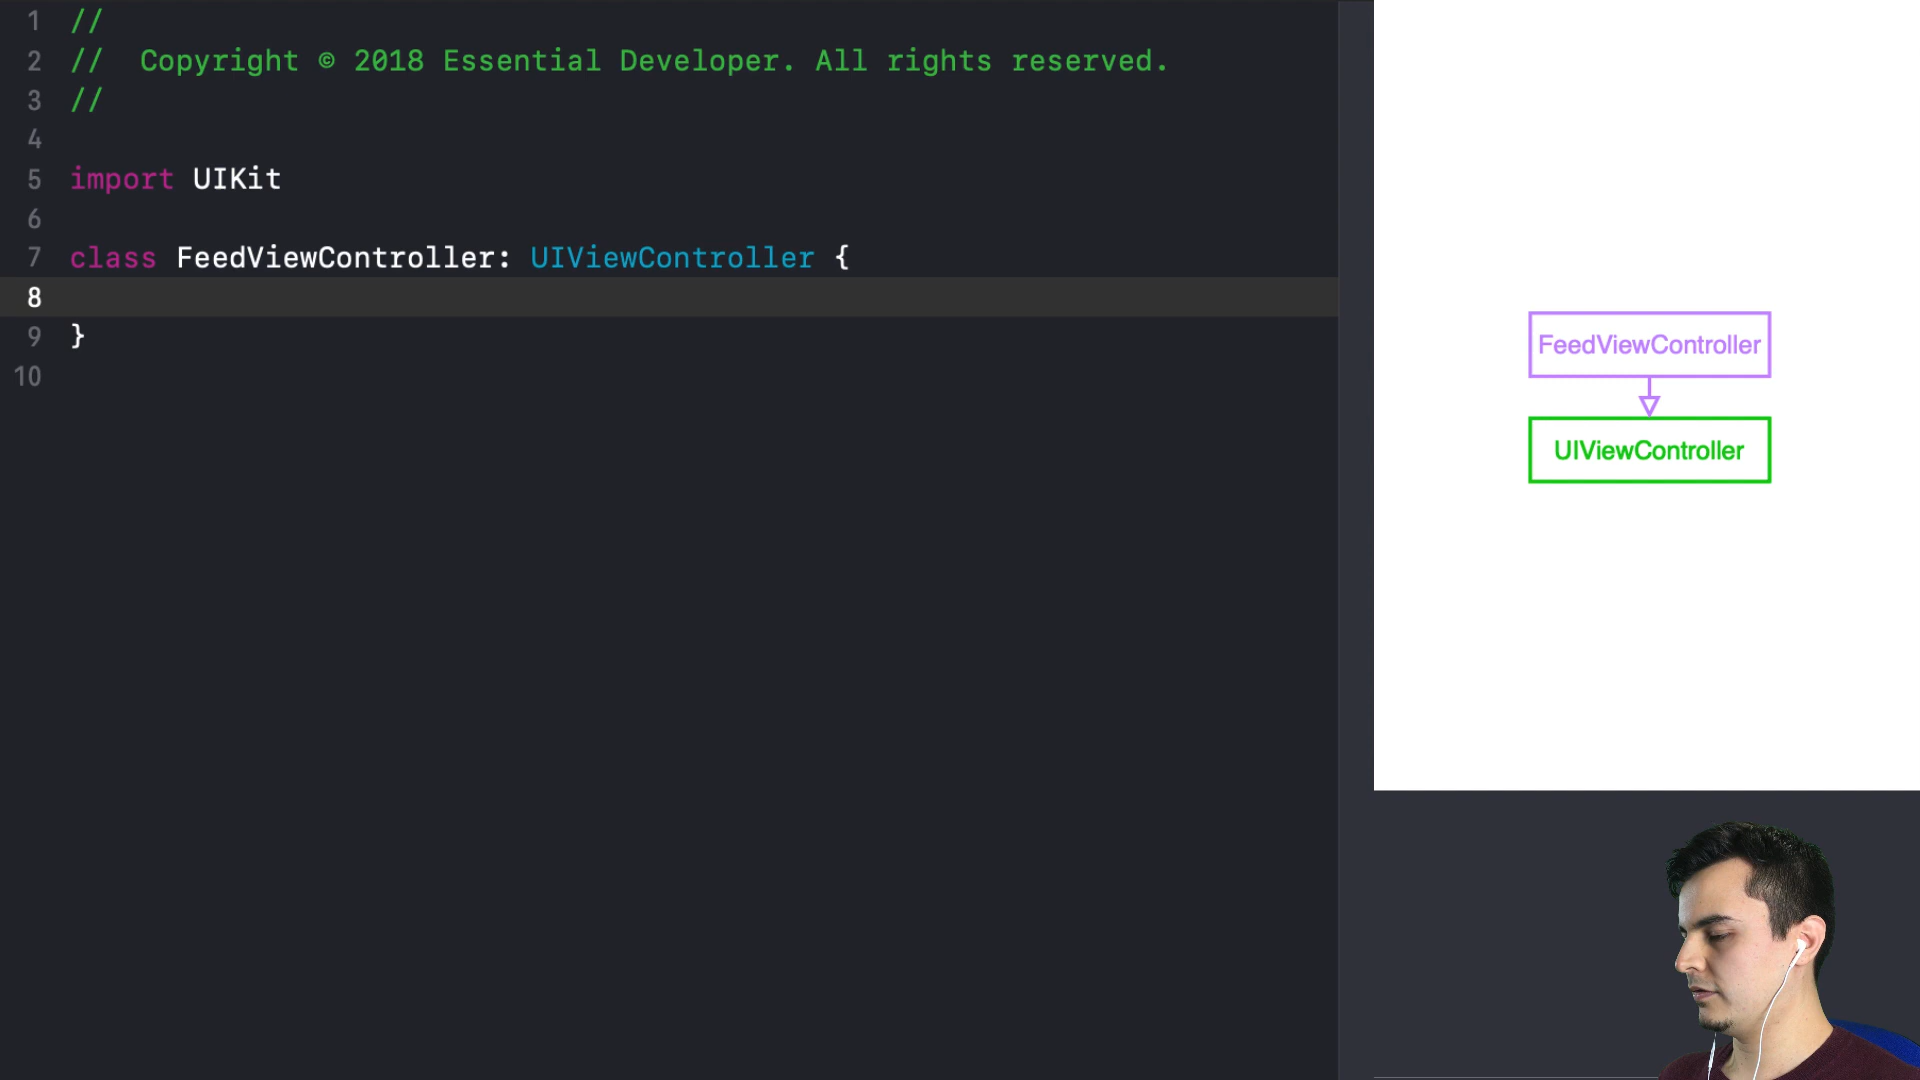 1 //
2 //  Copyright © 2018 Essential Developer. All rights reserved.
3 //
4
5 import UIKit
6
7 class FeedViewController: UIViewController {
8
9 }
10
FeedViewController
UIViewController